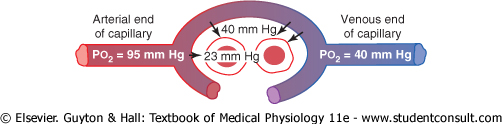 Arterial end
of capillary
Venous end
of capillary
40 mm Hg
PO2 = 95 mm Hg
23 mm Hg
PO2 = 40 mm Hg
© Elsevier. Guyton & Hall: Textbook of Medical Physiology 11e - www.studentconsult.com